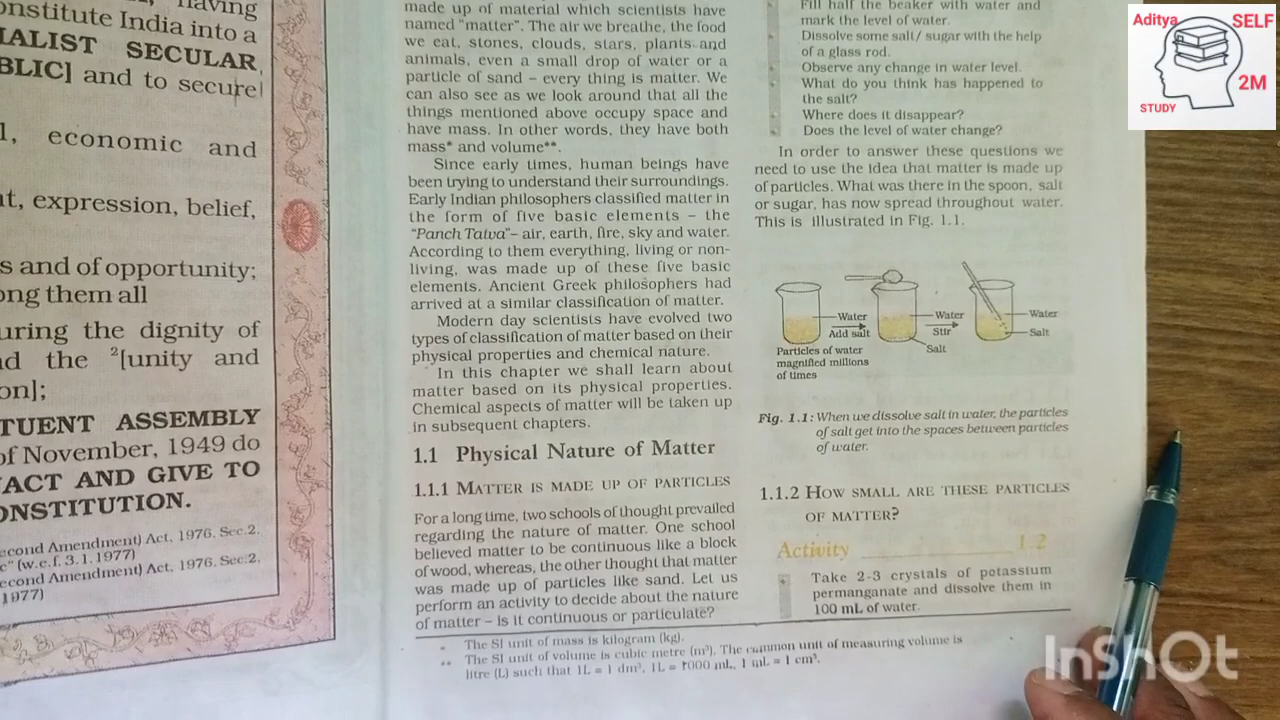 having
onstitute India into a
IALIST SECULAR
BLIC] and to secure
l, economic and
t, expression, belief,
s and of opportunity;
ong them all
uring the dignity of
d the 2[unity and
on];
TUENT ASSEMBLY
of November, 1949 do
ACT AND GIVE TO
ONSTITUTION.
econd Amendment) Act, 1976, Sec.2,
c" (w.e.f. 3.1.1977)
econd Amendment) Act, 1976, Sec.2,
1977)
made up of material which scientists have
named "matter". The air we breathe, the food
we eat, stones, clouds, stars, plants and
animals, even a small drop of water or a
particle of sand – every thing is matter. We
can also see as we look around that all the
things mentioned above occupy space and
have mass. In other words, they have both
mass* and volume**.
Since early times, human beings have
been trying to understand their surroundings.
Early Indian philosophers classified matter in
the form of five basic elements – the
"Panch Tatva"– air, earth, fire, sky and water.
According to them everything, living or non-
living, was made up of these five basic
elements. Ancient Greek philosophers had
arrived at a similar classification of matter.
Modern day scientists have evolved two
types of classification of matter based on their
physical properties and chemical nature.
In this chapter we shall learn about
matter based on its physical properties.
Chemical aspects of matter will be taken up
in subsequent chapters.
1.1 Physical Nature of Matter
1.1.1 MATTER IS MADE UP OF PARTICLES
For a long time, two schools of thought prevailed
regarding the nature of matter. One school
believed matter to be continuous like a block
of wood, whereas, the other thought that matter
was made up of particles like sand. Let us
perform an activity to decide about the nature
of matter – is it continuous or particulate?
Fill half the beaker with water and
mark the level of water.
Dissolve some salt/ sugar with the help
of a glass rod.
Observe any change in water level.
What do you think has happened to
the salt?
Where does it disappear?
Does the level of water change?
In order to answer these questions we
need to use the idea that matter is made up
of particles. What was there in the spoon, salt
or sugar, has now spread throughout water.
This is illustrated in Fig. 1.1.
Water
Add salt
Water
Stir
Salt
Water
Salt
Particles of water
magnified millions
of times
Fig. 1.1: When we dissolve salt in water, the particles
of salt get into the spaces between particles
of water.
1.1.2 HOW SMALL ARE THESE PARTICLES
OF MATTER?
Activity 1.2
Take 2-3 crystals of potassium
permanganate and dissolve them in
100 mL of water.
* The SI unit of mass is kilogram (kg).
** The SI unit of volume is cubic metre (m³). The common unit of measuring volume is
litre (L) such that 1L = 1 dm³, 1L = 1000 mL, 1 mL = 1 cm³.
Aditya SELF
2M
STUDY
InShOt